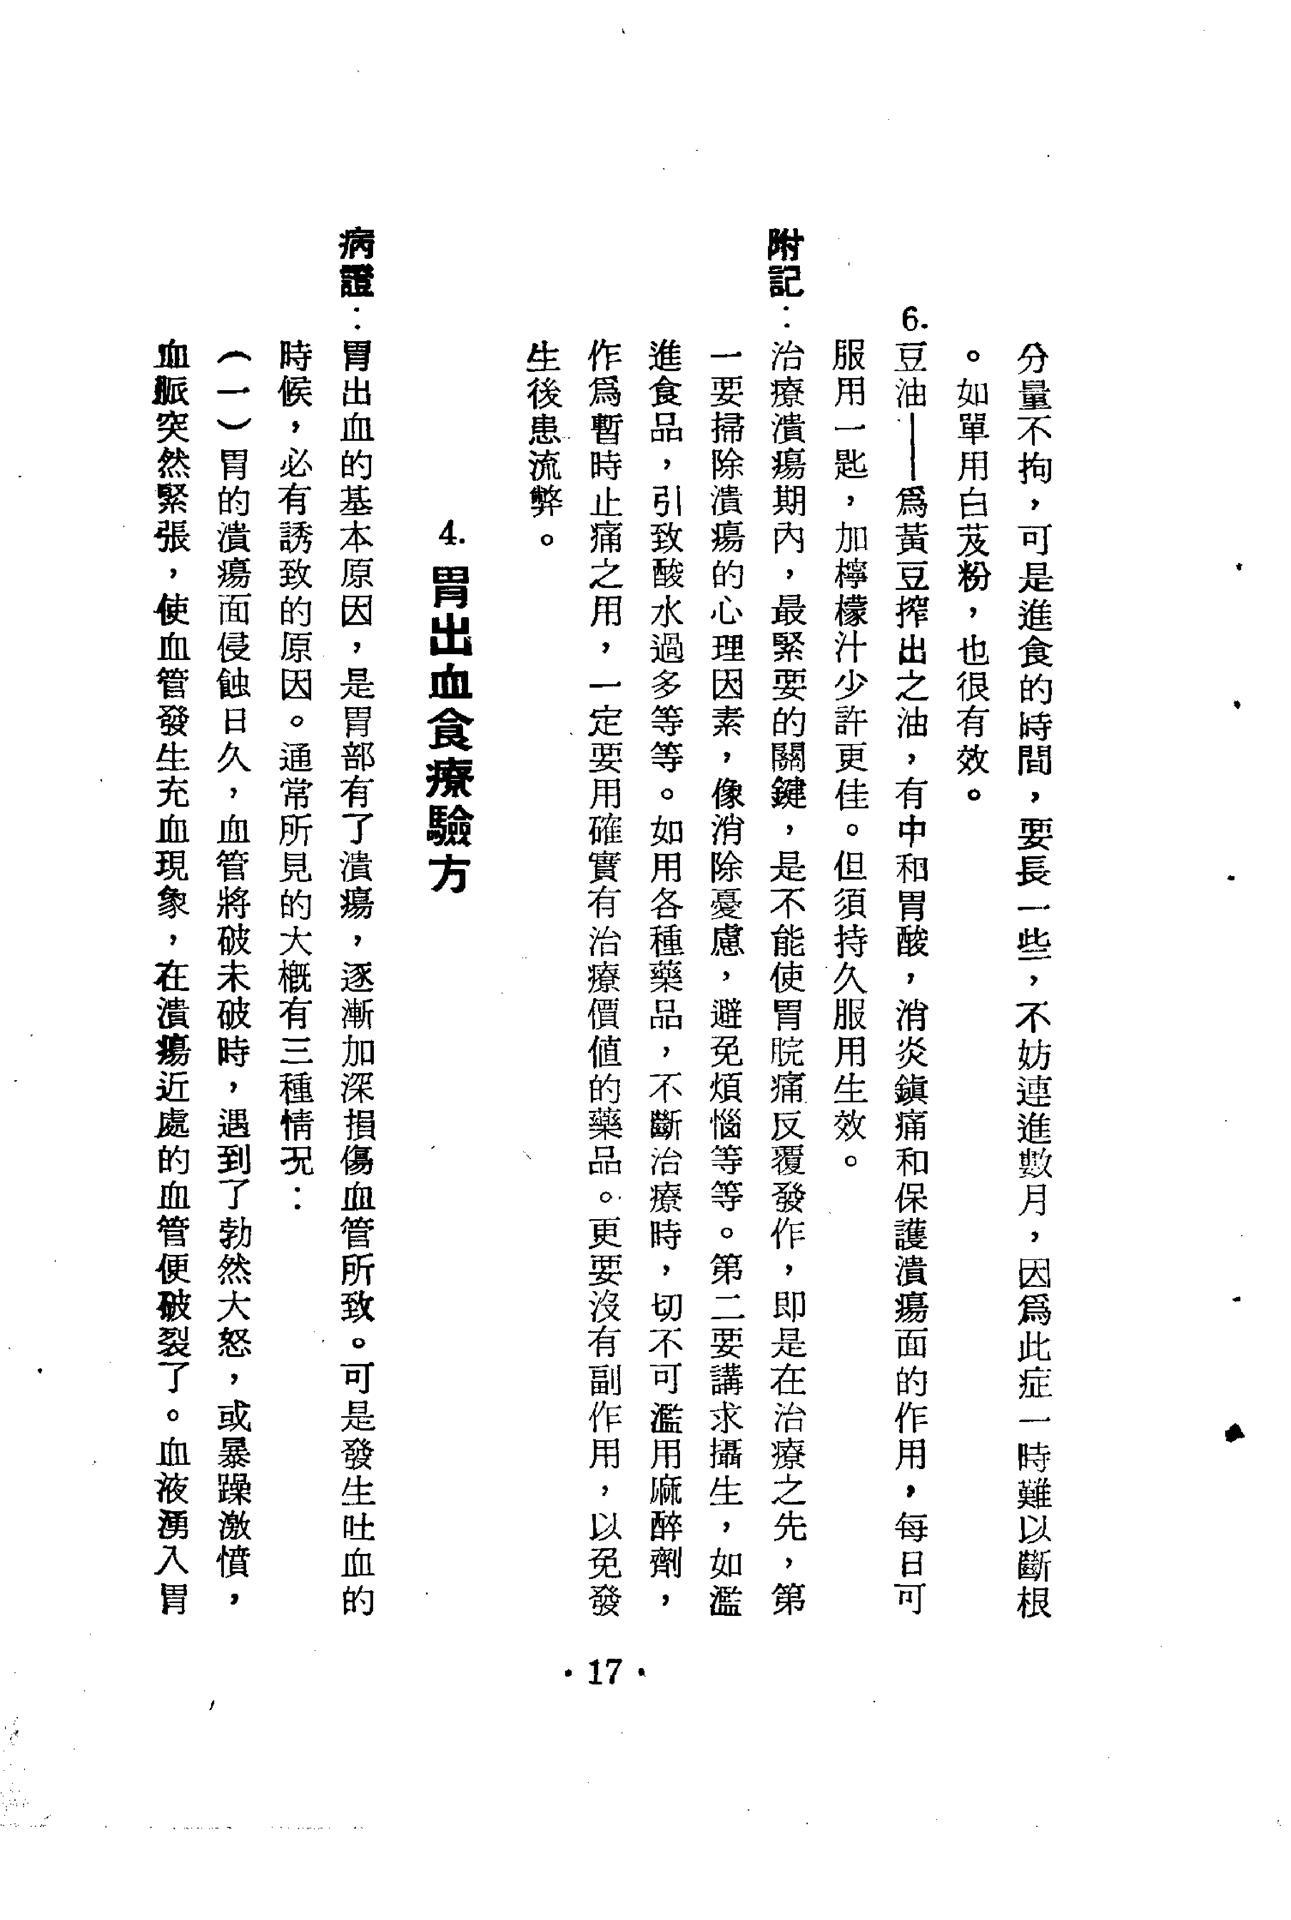 分量不拘，可是進食的時間，要長一些，不妨連進數月，因爲此症一時難以斷根
。如單用白芨粉，也很有效。
6.豆油——爲黃豆搾出之油，有中和胃酸，消炎鎮痛和保護潰瘍面的作用，每日可
服用一匙，加檸檬汁少許更佳。但須持久服用生效。
附記：治療潰瘍期內，最緊要的關鍵，是不能使胃脘痛反覆發作，即是在治療之先，第
一要掃除潰瘍的心理因素，像消除憂慮，避免煩惱等等。第二要講求攝生，如濫
進食品，引致酸水過多等等。如用各種藥品，不斷治療時，切不可濫用麻醉劑，
作爲暫時止痛之用，一定要用確實有治療價值的藥品。更要沒有副作用，以免發
生後患流弊。
4.胃出血食療驗方
病證：胃出血的基本原因，是胃部有了潰瘍，逐漸加深損傷血管所致。可是發生吐血的
時候，必有誘致的原因。通常所見的大概有三種情況：
（一）胃的潰瘍面侵蝕日久，血管將破未破時，遇到了勃然大怒，或暴躁激憤，
血脈突然緊張，使血管發生充血現象，在潰瘍近處的血管便破裂了。血液湧入胃
·17·